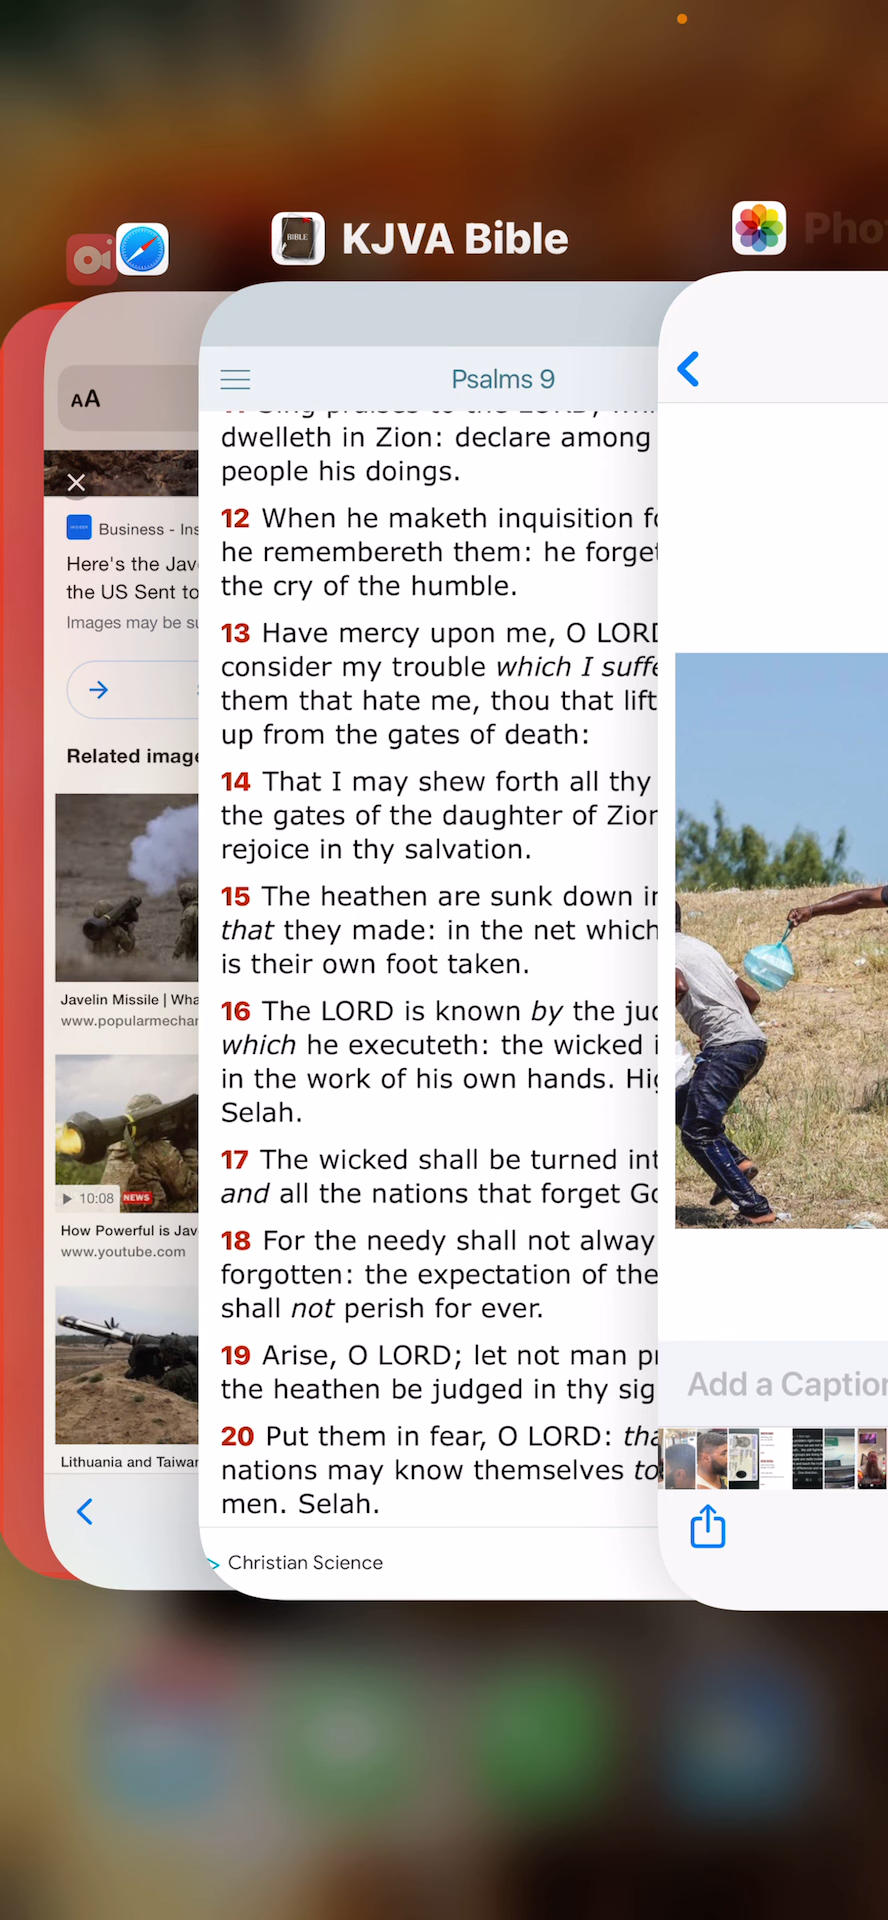 KJVA Bible
Pho
AA
Business - Ins
Here's the Jav
the US Sent to
Images may be su
Related image
Javelin Missile | Wha
www.popularmechan
10:08 NEWS
How Powerful is Jav
www.youtube.com
Lithuania and Taiwan
Psalms 9
dwelleth in Zion: declare among
people his doings.
12 When he maketh inquisition fo
he remembereth them: he forget
the cry of the humble.
13 Have mercy upon me, O LORD
consider my trouble which I suffe
them that hate me, thou that lift
up from the gates of death:
14 That I may shew forth all thy
the gates of the daughter of Zion
rejoice in thy salvation.
15 The heathen are sunk down in
that they made: in the net which
is their own foot taken.
16 The LORD is known by the jud
which he executeth: the wicked i
in the work of his own hands. Hig
Selah.
17 The wicked shall be turned int
and all the nations that forget Go
18 For the needy shall not alway
forgotten: the expectation of the
shall not perish for ever.
19 Arise, O LORD; let not man pr
the heathen be judged in thy sig
20 Put them in fear, O LORD: tha
nations may know themselves to
men. Selah.
Christian Science
Add a Caption